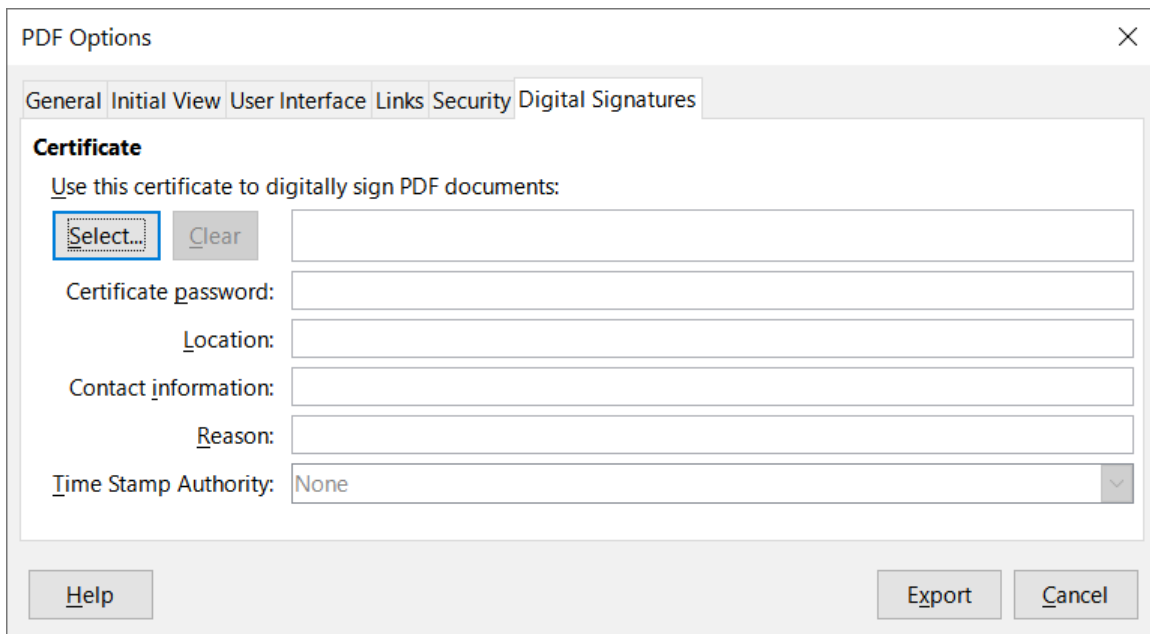 PDF Options
General Initial View User Interface Links Security Digital Signatures
Certificate
Use this certificate to digitally sign PDF documents:
Select... Clear
Certificate password:
Location:
Contact information:
Reason:
Time Stamp Authority: None
Help Export Cancel